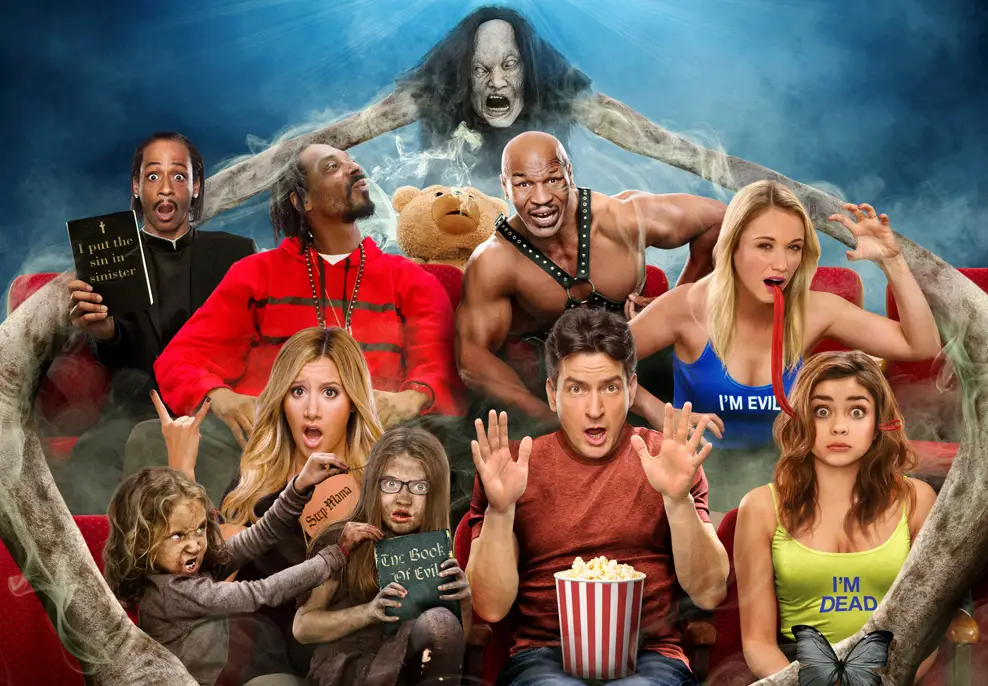 I put the
sin in
sinister
I'M EVIL
Step-Mama
The Book
Of Evil
I'M
DEAD